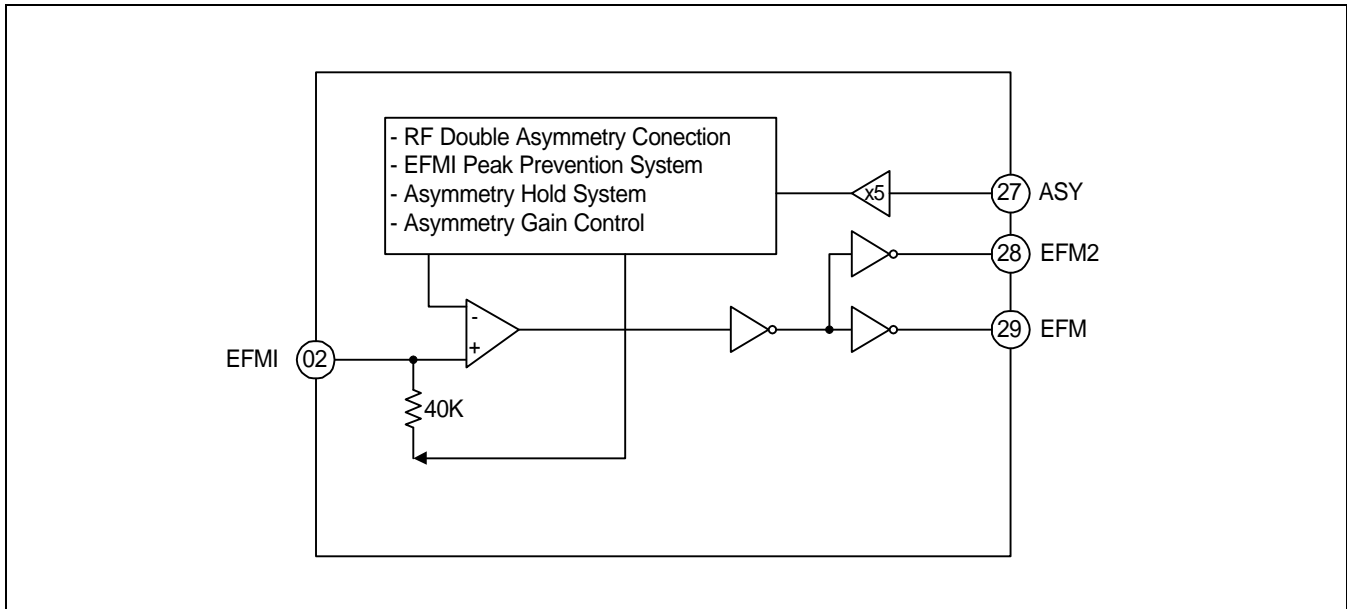 - RF Double Asymmetry Conection
- EFMI Peak Prevention System
- Asymmetry Hold System
- Asymmetry Gain Control
x5
27 ASY
28 EFM2
-
+
29 EFM
EFMI 02
40K